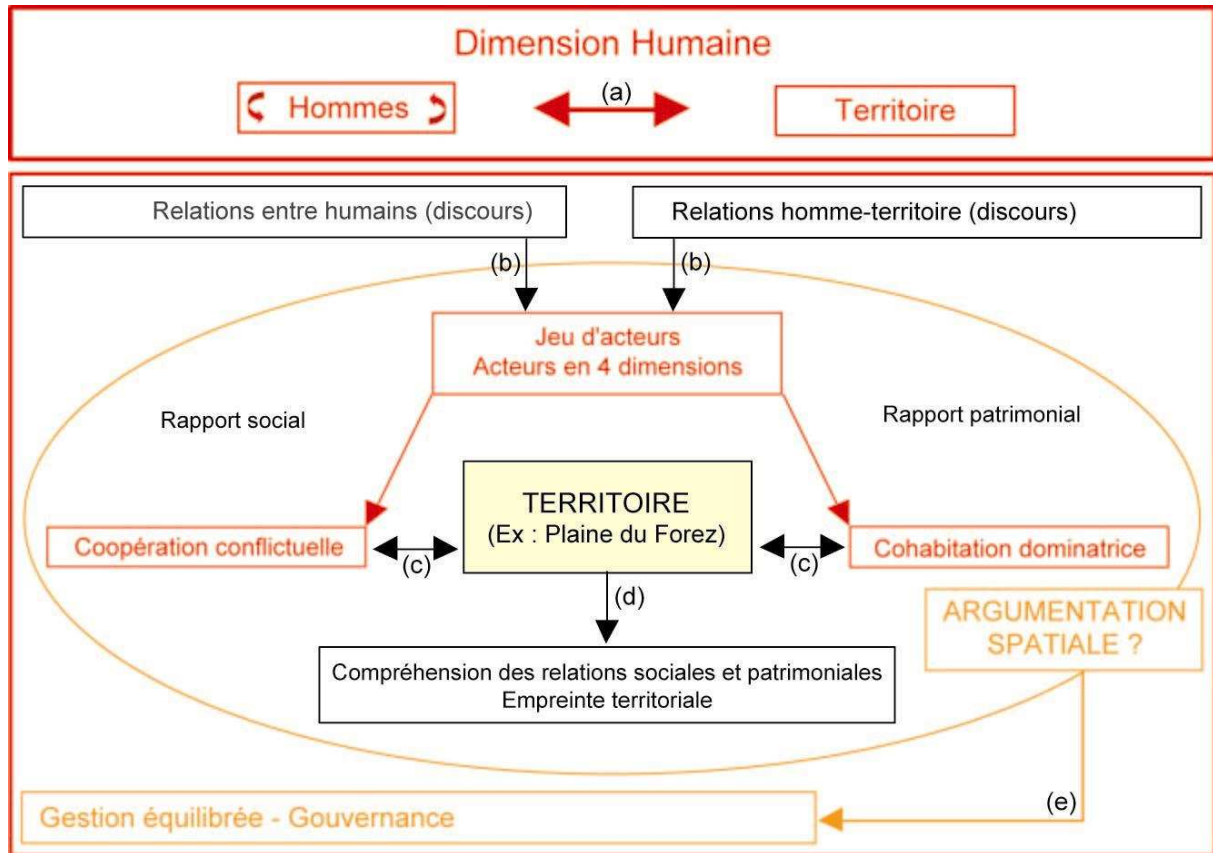 Dimension Humaine
Hommes
(a)
Territoire
Relations entre humains (discours)
Relations homme-territoire (discours)
(b)
(b)
Jeu d'acteurs
Acteurs en 4 dimensions
Rapport social
Rapport patrimonial
TERRITOIRE
(Ex : Plaine du Forez)
Coopération conflictuelle
(c)
(c)
Cohabitation dominatrice
(d)
ARGUMENTATION
SPATIALE ?
Compréhension des relations sociales et patrimoniales
Empreinte territoriale
Gestion équilibrée - Gouvernance
(e)